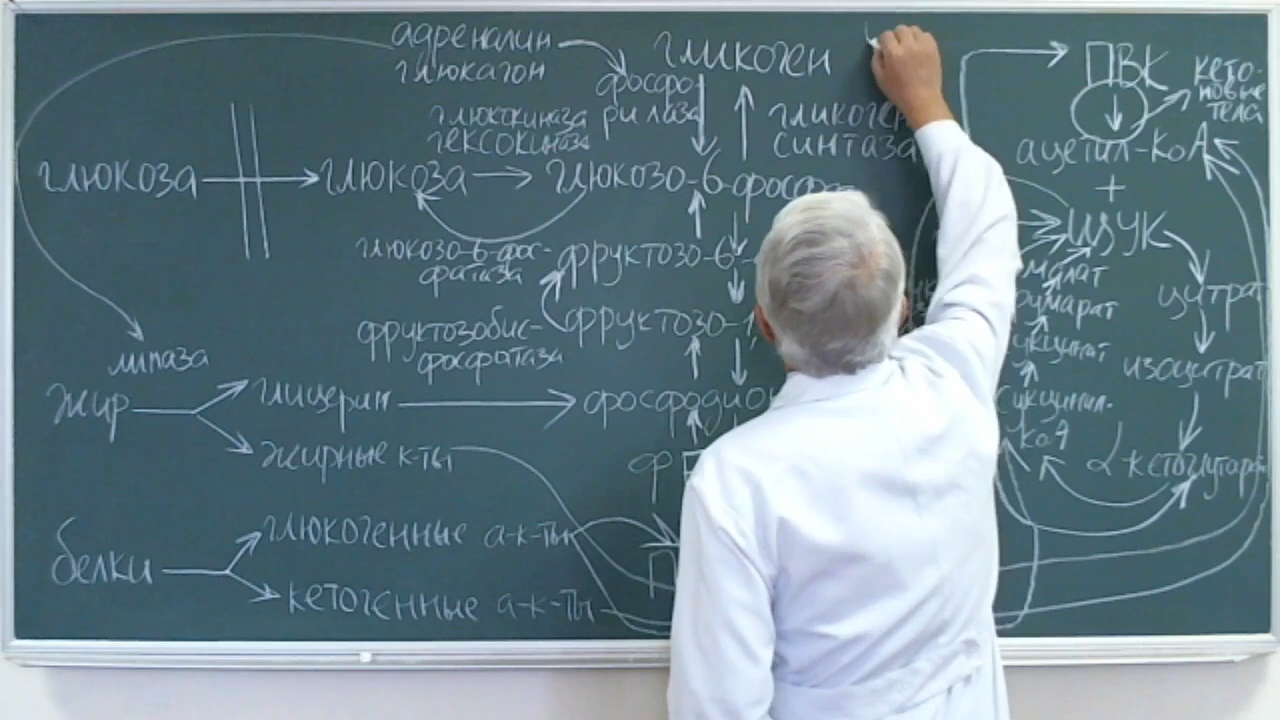 адреналин
глюкагон
фосфо-
рилаза
гликоген
гликоген
синтаза
глюкокиназа
гексокиназа
глюкоза
глюкоза
глюкозо-6-фосфат
глюкозо-6-фос-
фатаза
фруктозо-6-
фруктозобис-
фосфатаза
фруктозо-1,
липаза
жир
глицерин
фосфодиo
жирные к-ты
ф
белки
глюкогенные а-к-ты
кетогенные а-к-ты
П
ПВК
кето-
новые
тела
ацетил-КоА
+
ЩУК
малат
фумарат
сукцинат
сукцинил-
КоА
цитрат
изоцитрат
α-кетоглутарат